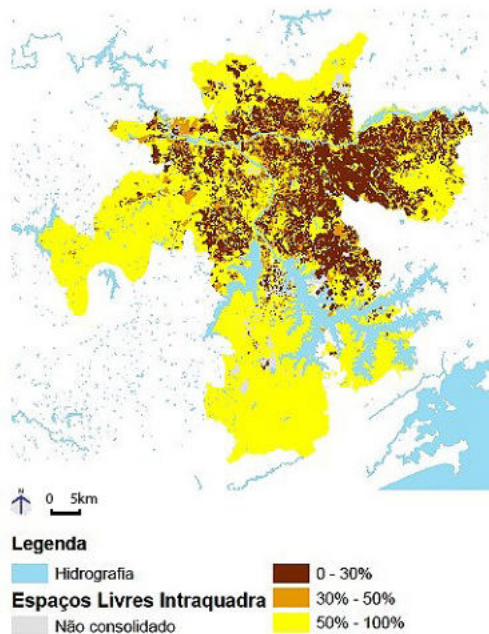 N
0 5km
Legenda
Hidrografia
Espaços Livres Intraquadra
Não consolidado
0 - 30%
30% - 50%
50% - 100%